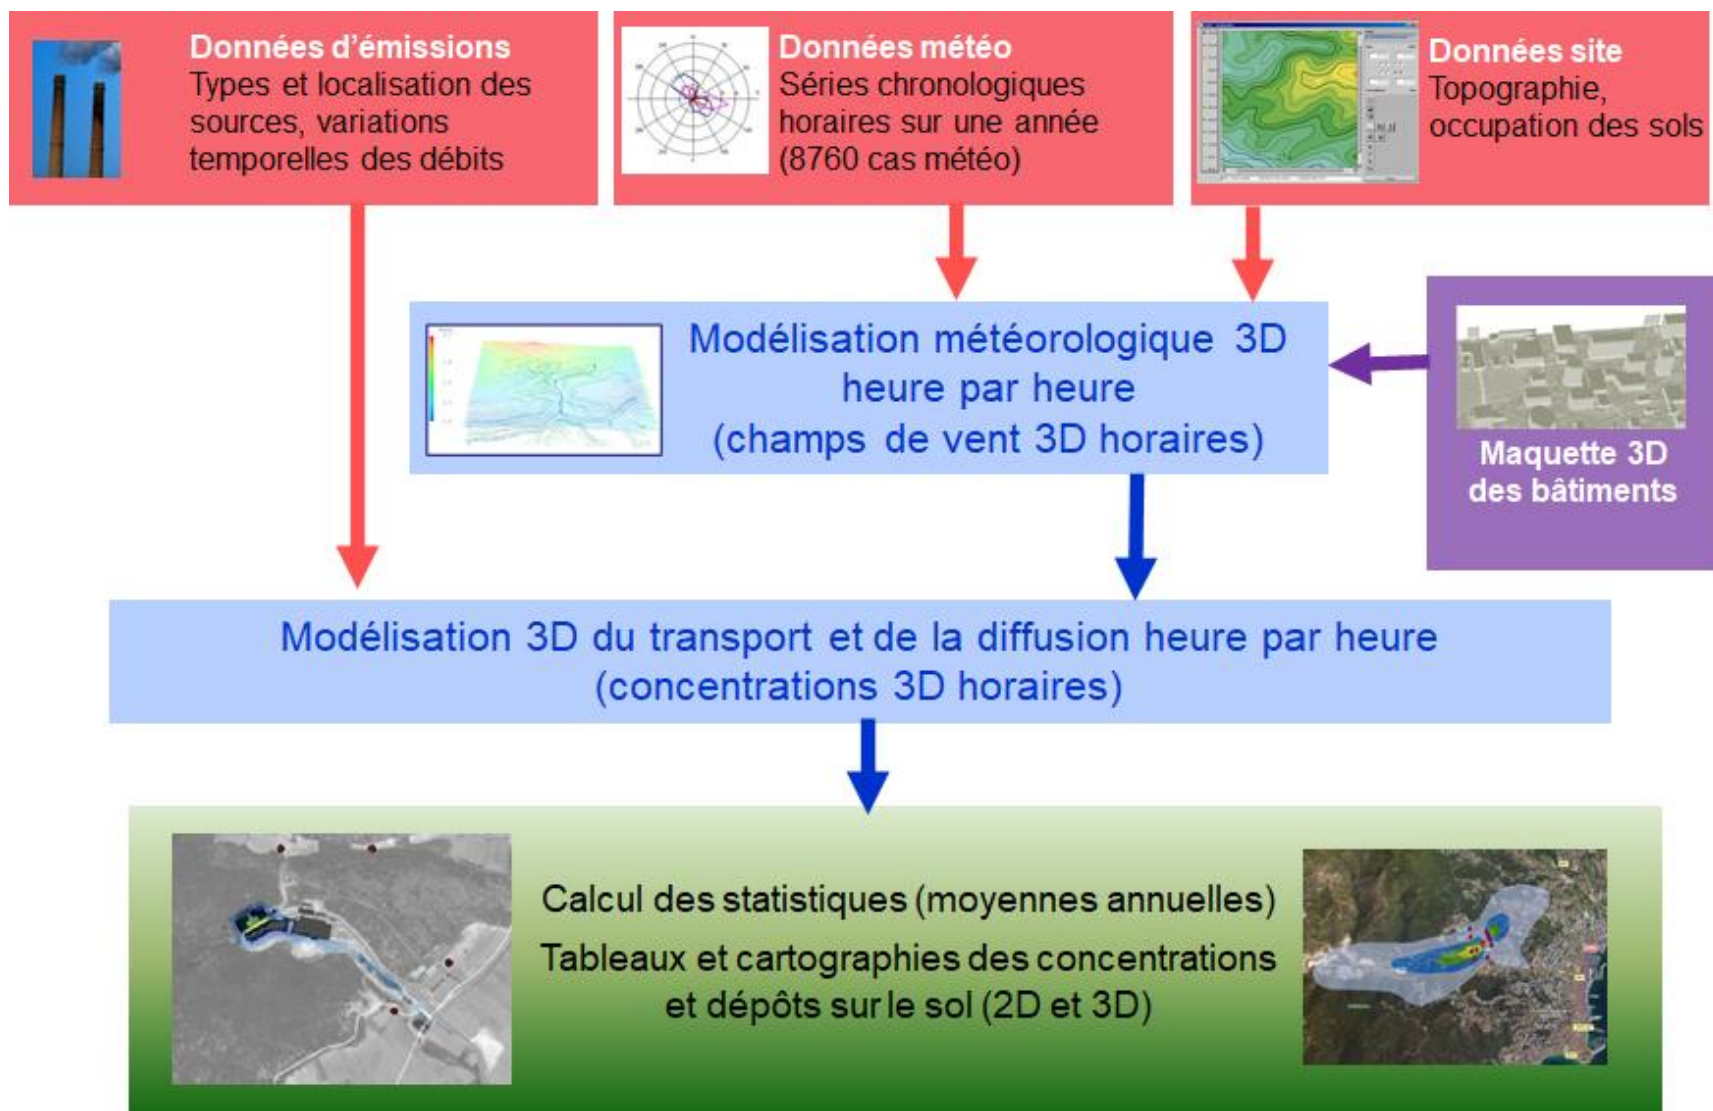 Données d'émissions
Types et localisation des
sources, variations
temporelles des débits
Données météo
Séries chronologiques
horaires sur une année
(8760 cas météo)
Données site
Topographie,
occupation des sols
Modélisation météorologique 3D
heure par heure
(champs de vent 3D horaires)
Maquette 3D
des bâtiments
Modélisation 3D du transport et de la diffusion heure par heure
(concentrations 3D horaires)
Calcul des statistiques (moyennes annuelles)
Tableaux et cartographies des concentrations
et dépôts sur le sol (2D et 3D)